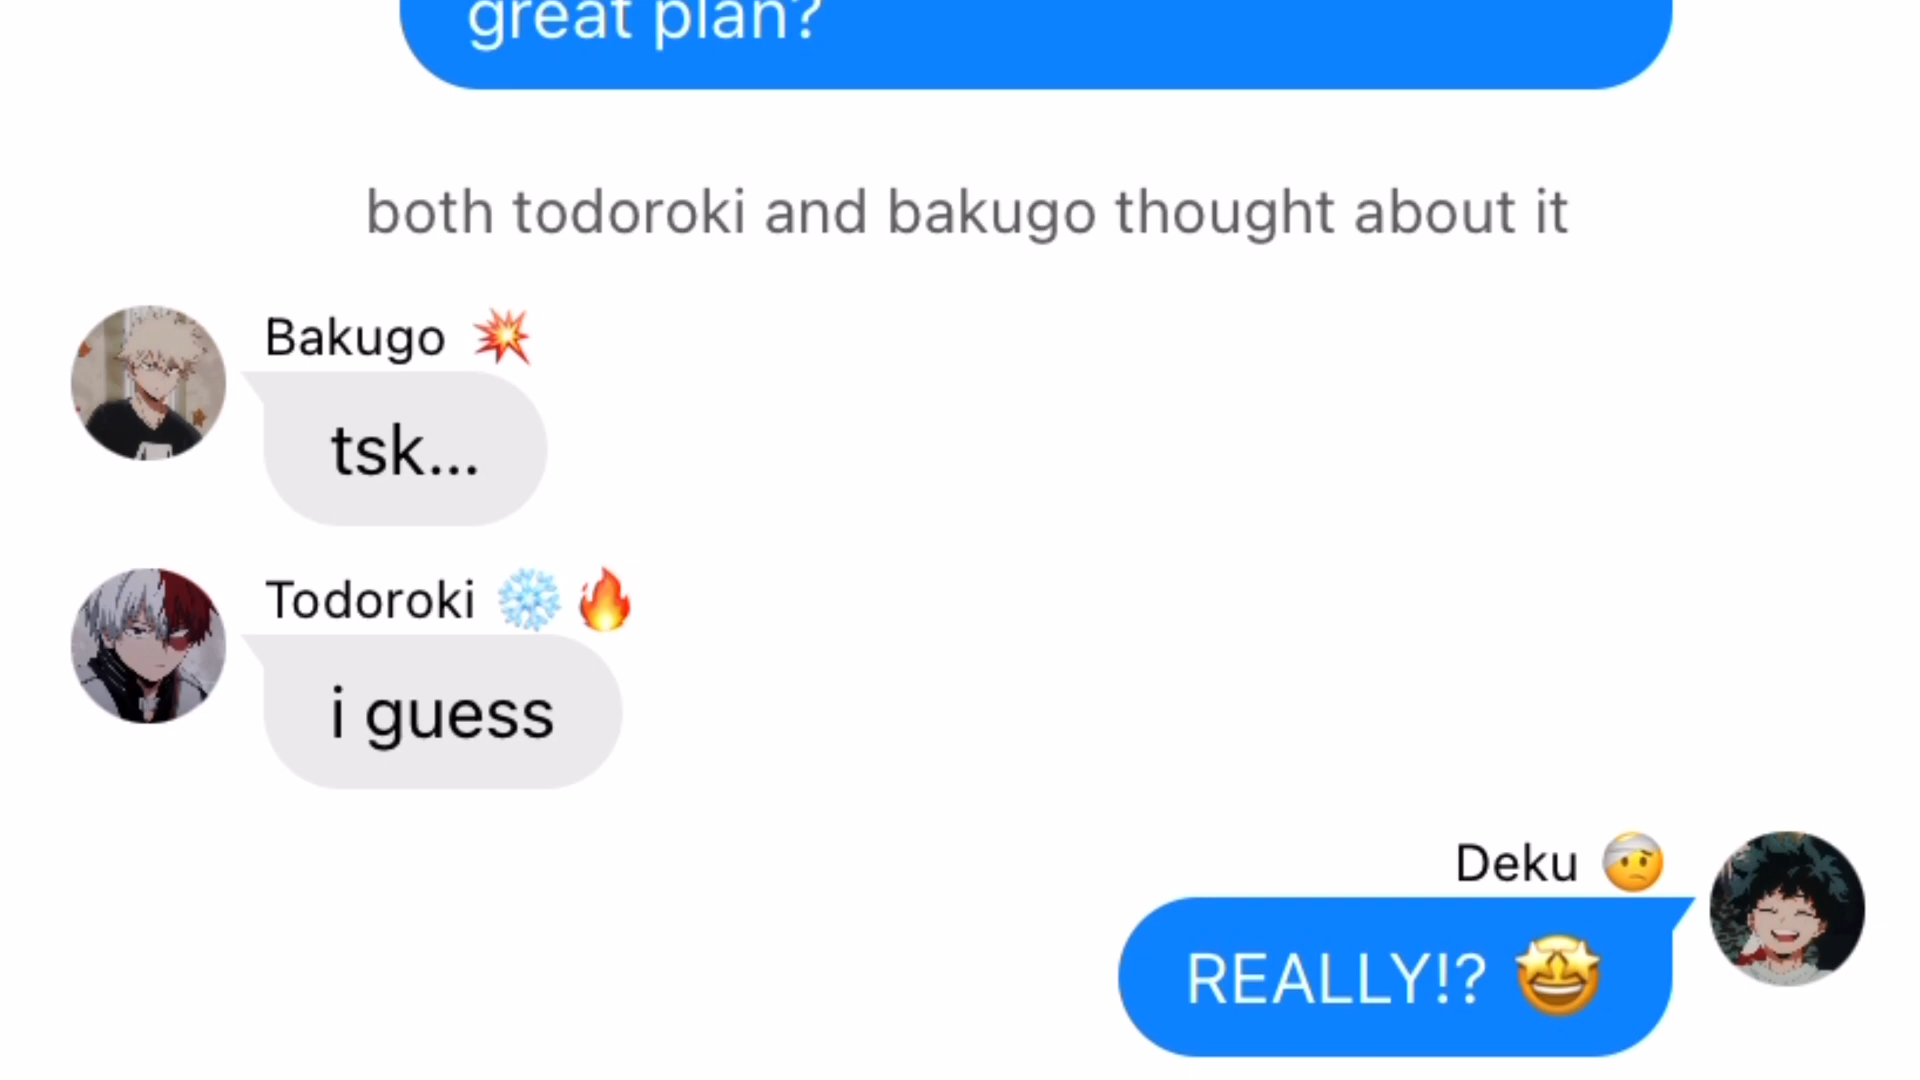 great plan?
both todoroki and bakugo thought about it
Bakugo 💥
tsk...
Todoroki ❄️🔥
i guess
Deku 🤕
REALLY!? 🤩